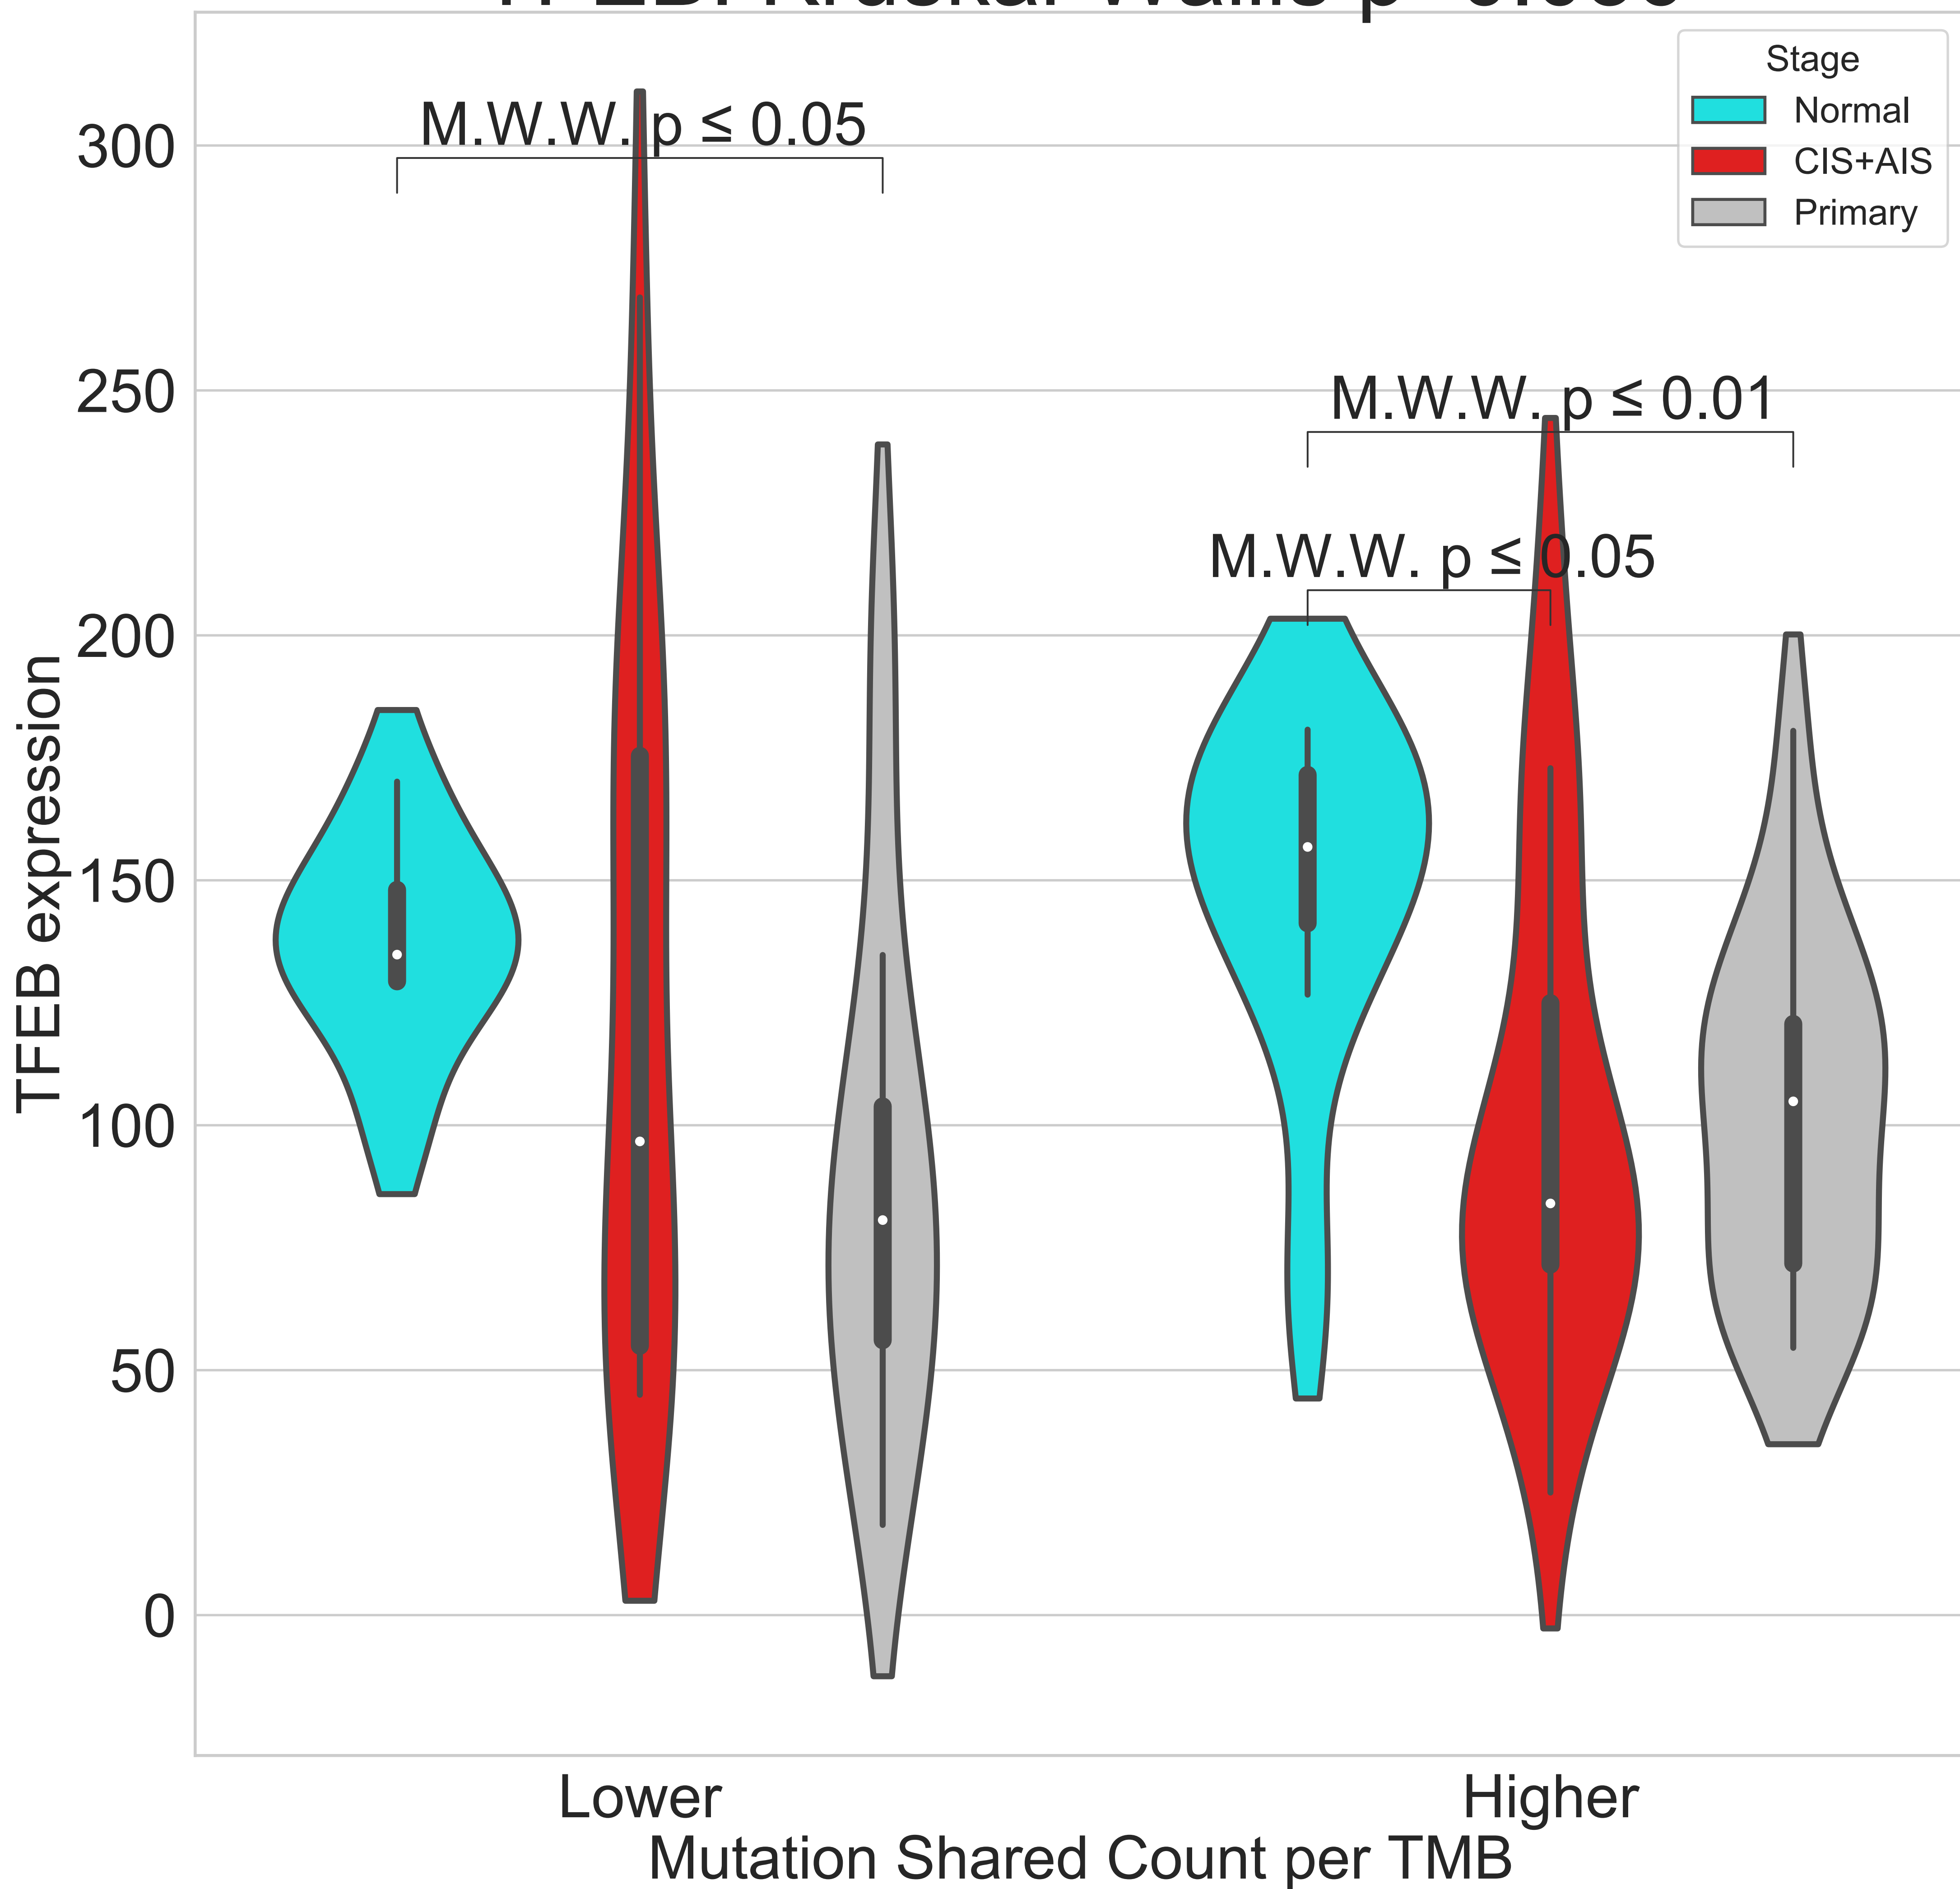 Stage
Normal
CIS+AIS
Primary
M.W.W. p ≤ 0.05
M.W.W. p ≤ 0.01
M.W.W. p ≤ 0.05
300
250
200
150
100
50
0
TFEB expression
Lower
Higher
Mutation Shared Count per TMB